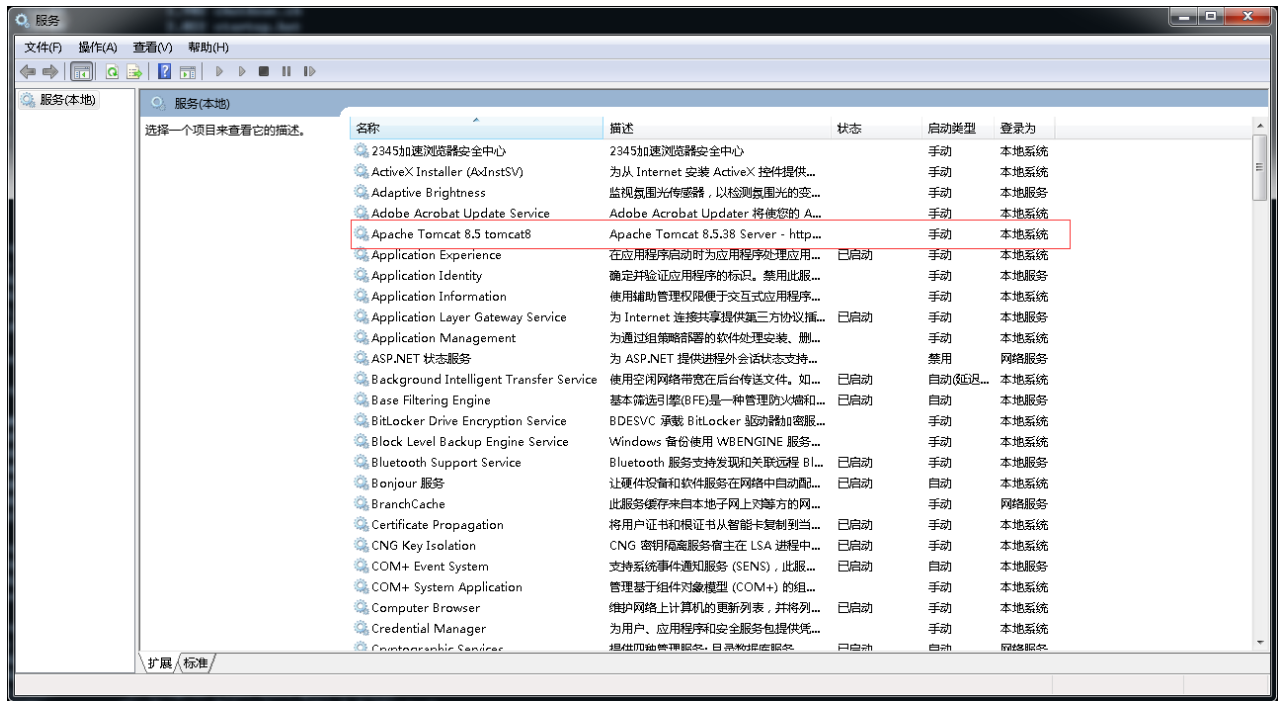 服务
文件(F) 操作(A) 查看(V) 帮助(H)
服务(本地)
服务(本地)
选择一个项目来查看它的描述。
名称 描述 状态 启动类型 登录为
2345加速浏览器安全中心 2345加速浏览器安全中心 手动 本地系统
ActiveX Installer (AxInstSV) 为从 Internet 安装 ActiveX 控件提供... 手动 本地系统
Adaptive Brightness 监视氛围光传感器，以检测氛围光的变... 手动 本地服务
Adobe Acrobat Update Service Adobe Acrobat Updater 将使您的 A... 手动 本地系统
Apache Tomcat 8.5 tomcat8 Apache Tomcat 8.5.38 Server - http... 手动 本地系统
Application Experience 在应用程序启动时为应用程序处理应用... 已启动 手动 本地系统
Application Identity 确定并验证应用程序的标识。禁用此服... 手动 本地服务
Application Information 使用辅助管理权限便于交互式应用程序... 手动 本地系统
Application Layer Gateway Service 为 Internet 连接共享提供第三方协议插... 已启动 手动 本地服务
Application Management 为通过组策略部署的软件处理安装、删... 手动 本地系统
ASP.NET 状态服务 为 ASP.NET 提供进程外会话状态支持... 禁用 网络服务
Background Intelligent Transfer Service 使用空闲网络带宽在后台传送文件。如... 已启动 自动(延迟... 本地系统
Base Filtering Engine 基本筛选引擎(BFE)是一种管理防火墙和... 已启动 自动 本地服务
BitLocker Drive Encryption Service BDESVC 承载 BitLocker 驱动器加密服... 手动 本地系统
Block Level Backup Engine Service Windows 备份使用 WBENGINE 服务... 手动 本地系统
Bluetooth Support Service Bluetooth 服务支持发现和关联远程 Bl... 已启动 手动 本地服务
Bonjour 服务 让硬件设备和软件服务在网络中自动配... 已启动 自动 本地系统
BranchCache 此服务缓存来自本地子网上对等方的网... 手动 网络服务
Certificate Propagation 将用户证书和根证书从智能卡复制到当... 已启动 手动 本地系统
CNG Key Isolation CNG 密钥隔离服务宿主在 LSA 进程中... 已启动 手动 本地系统
COM+ Event System 支持系统事件通知服务 (SENS)，此服... 已启动 自动 本地服务
COM+ System Application 管理基于组件对象模型 (COM+) 的组... 手动 本地系统
Computer Browser 维护网络上计算机的更新列表，并将列... 已启动 手动 本地系统
Credential Manager 为用户、应用程序和安全服务包提供凭... 手动 本地系统
Cryptographic Services 提供四种管理服务: 目录数据库服务 已启动 自动 网络服务
扩展 标准